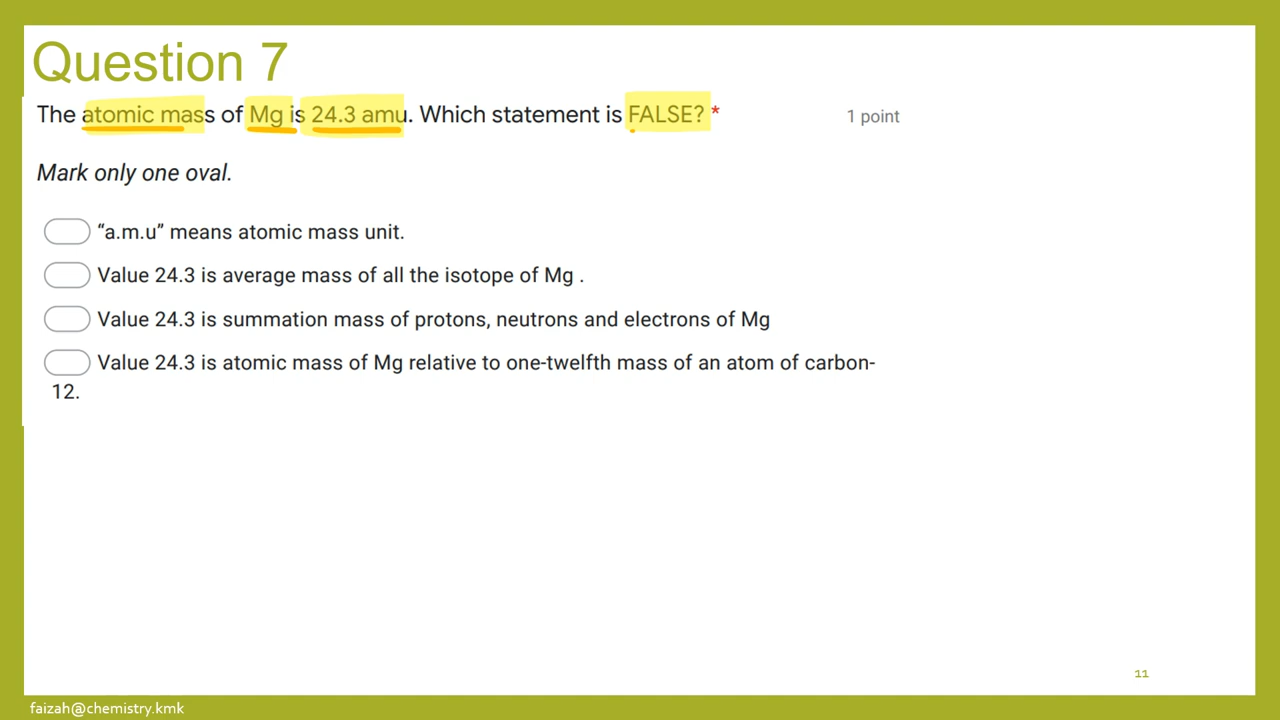 Question 7
The atomic mass of Mg is 24.3 amu. Which statement is FALSE? * 1 point
Mark only one oval.
“a.m.u” means atomic mass unit.
Value 24.3 is average mass of all the isotope of Mg .
Value 24.3 is summation mass of protons, neutrons and electrons of Mg
Value 24.3 is atomic mass of Mg relative to one-twelfth mass of an atom of carbon-
12.
11
faizah@chemistry.kmk